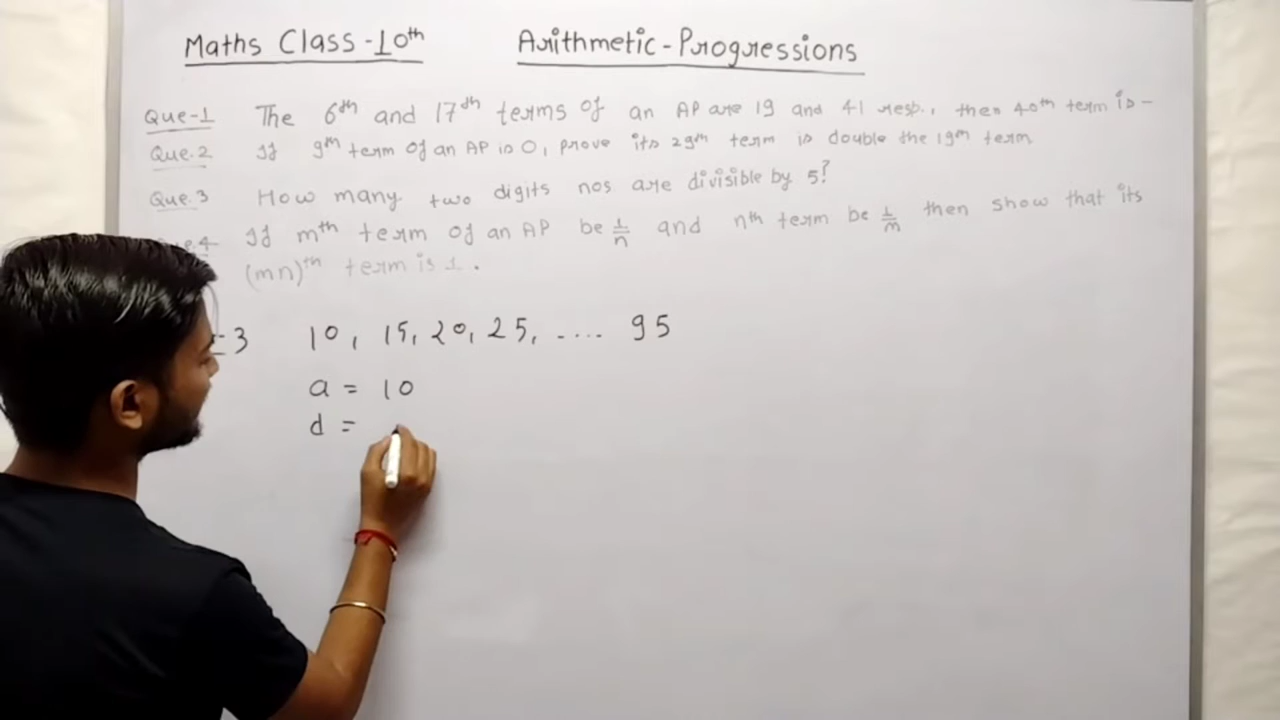 Maths Class-10th Arithmetic-Progressions
Que-1 The 6th and 17th terms of an AP are 19 and 41 resp., then 40th term is-
Que.2 If 9th term of an AP is 0, prove its 29th term is double the 19th term
Que.3 How many two digits nos are divisible by 5?
e.4 If mth term of an AP be 1/n and nth term be 1/m then show that its
(mn)th term is 1.
3 10, 15, 20, 25, .... 95
a = 10
d =